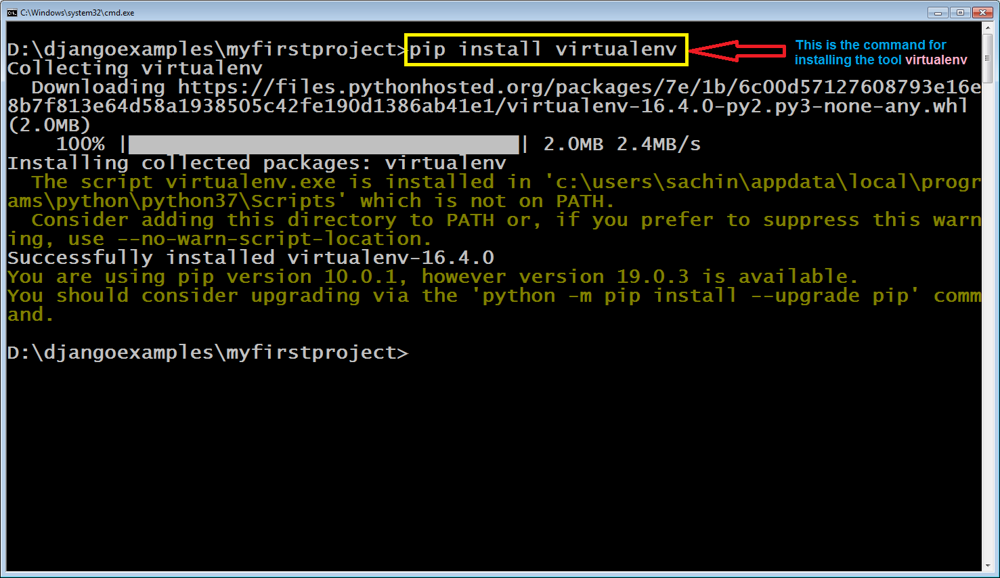 C:\Windows\system32\cmd.exe
D:\djangoexamples\myfirstproject>pip install virtualenv
This is the command for
installing the tool virtualenv
Collecting virtualenv
  Downloading https://files.pythonhosted.org/packages/7e/1b/6c00d57127608793e16e
8b7f813e64d58a1938505c42fe190d1386ab41e1/virtualenv-16.4.0-py2.py3-none-any.whl
(2.0MB)
    100% |████████████████████████████████| 2.0MB 2.4MB/s
Installing collected packages: virtualenv
  The script virtualenv.exe is installed in 'c:\users\sachin\appdata\local\progr
ams\python\python37\Scripts' which is not on PATH.
  Consider adding this directory to PATH or, if you prefer to suppress this warn
ing, use --no-warn-script-location.
Successfully installed virtualenv-16.4.0
You are using pip version 10.0.1, however version 19.0.3 is available.
You should consider upgrading via the 'python -m pip install --upgrade pip' comm
and.
D:\djangoexamples\myfirstproject>